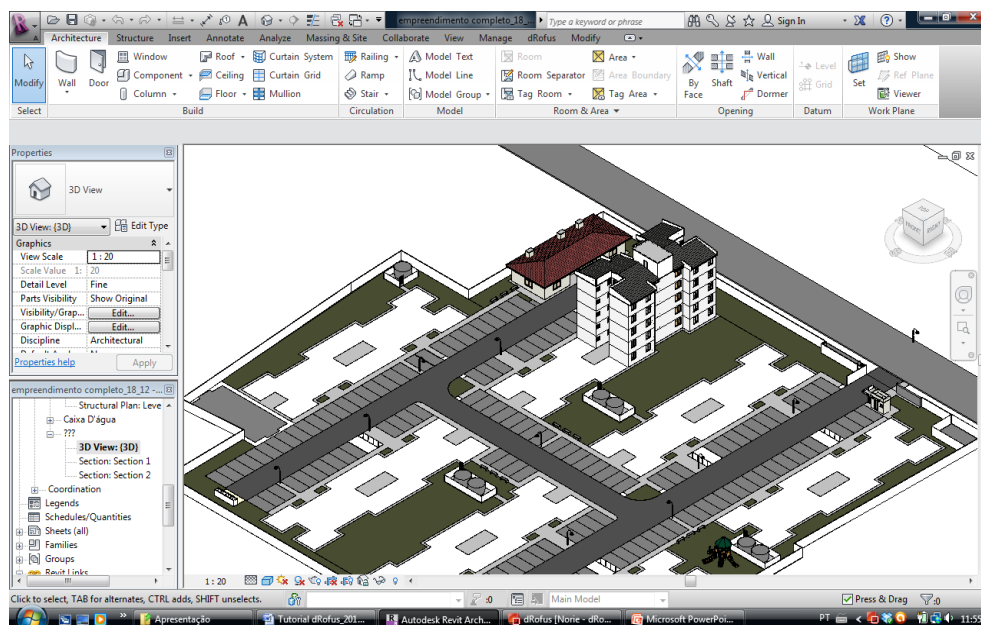 empreendimento completo_18_... Type a keyword or phrase Sign In
Architecture Structure Insert Annotate Analyze Massing & Site Collaborate View Manage dRofus Modify
Modify Wall Door
Window Roof Curtain System Railing Model Text Room Area Wall Show
Component Ceiling Curtain Grid Ramp Model Line Room Separator Area Boundary By Face Shaft Vertical Level Set Ref Plane
Column Floor Mullion Stair Model Group Tag Room Tag Area Dormer Grid Viewer
Select Build Circulation Model Room & Area Opening Datum Work Plane
Properties
3D View
3D View: {3D} Edit Type
Graphics
View Scale 1 : 20
Scale Value 1: 20
Detail Level Fine
Parts Visibility Show Original
Visibility/Grap... Edit...
Graphic Displ... Edit...
Discipline Architectural
Properties help Apply
empreendimento completo_18_12 -...
Structural Plan: Leve
Caixa D'água
???
3D View: {3D}
Section: Section 1
Section: Section 2
Coordination
Legends
Schedules/Quantities
Sheets (all)
Families
Groups
Revit Links
TOP
FRONT RIGHT
1 : 20
Click to select, TAB for alternates, CTRL adds, SHIFT unselects. :0 Main Model Press & Drag :0
Apresentação Tutorial dRofus_201... Autodesk Revit Arch... dRofus [Norie - dRo... Microsoft PowerPoi... PT 11:55